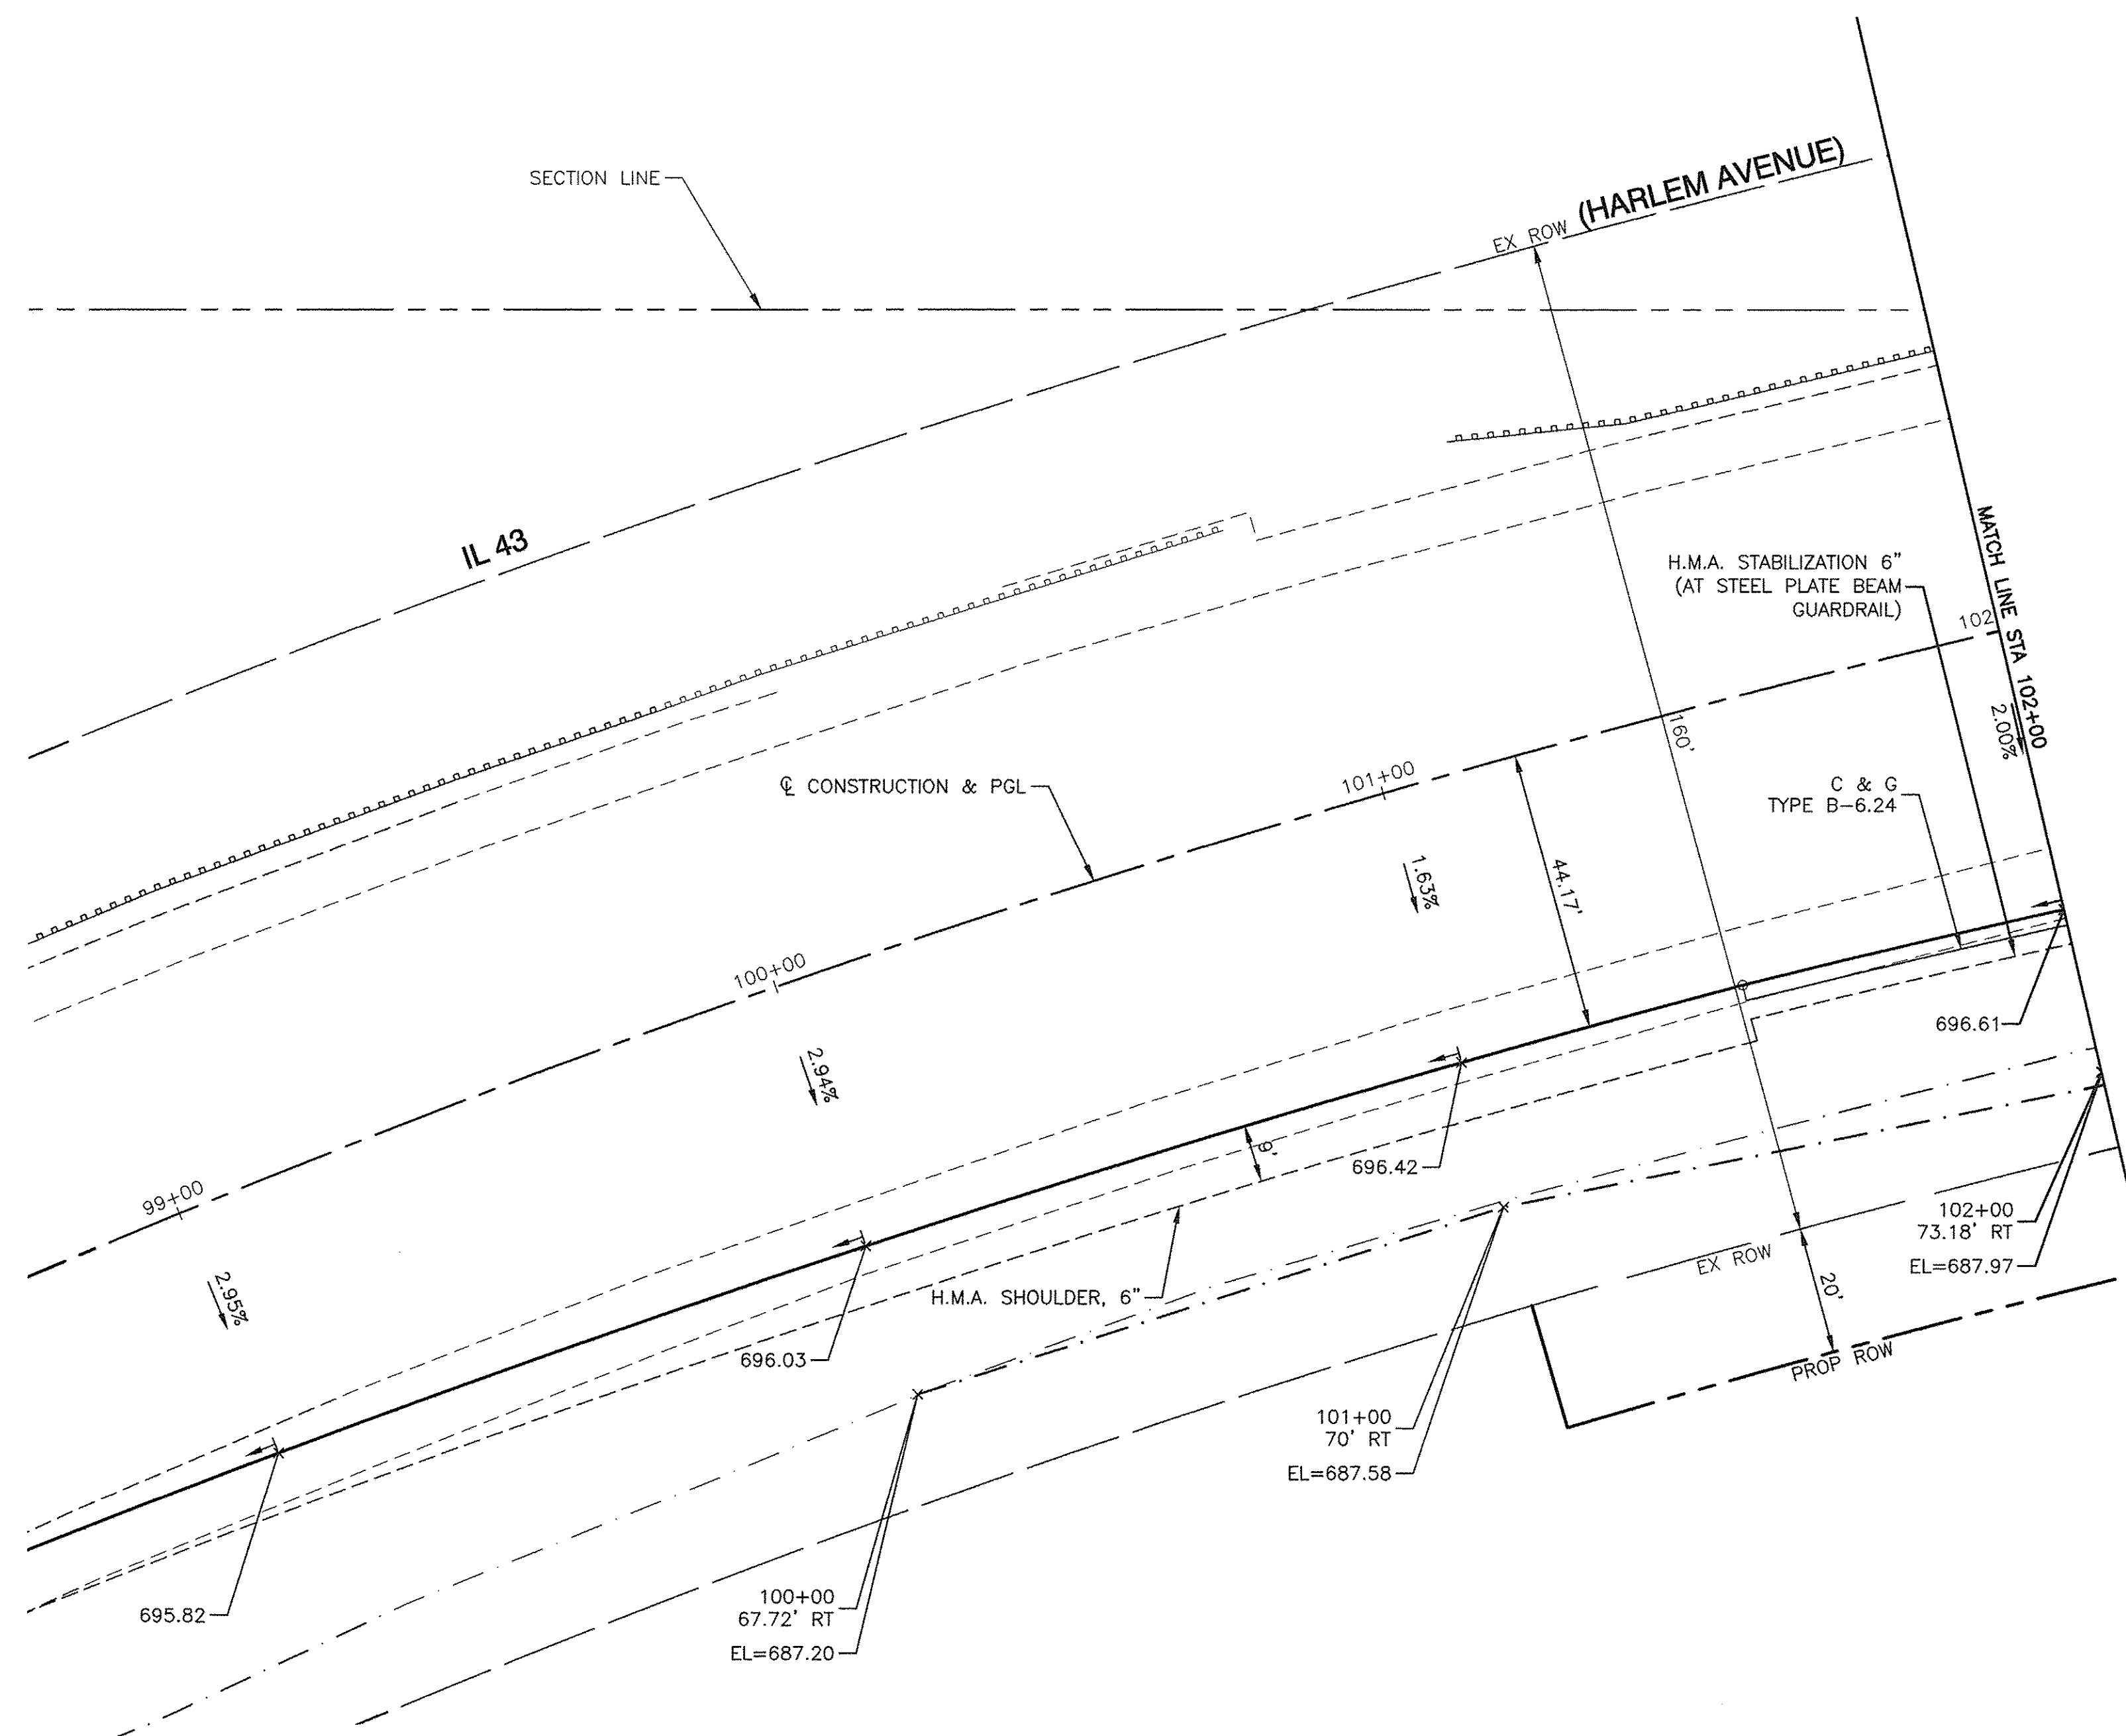 (HARLEM AVENUE)
SECTION LINE
EX ROW
IL 43
MATCH LINE STA 102+00
H.M.A. STABILIZATION 6"
(AT STEEL PLATE BEAM
GUARDRAIL)
102
160'
2.00%
℄ CONSTRUCTION & PGL
101+00
C & G
TYPE B-6.24
1.63%
44.17'
100+00
2.94%
696.61
9'
696.42
99+00
2.95%
H.M.A. SHOULDER, 6"
EX ROW
102+00
73.18' RT
EL=687.97
20'
696.03
PROP ROW
101+00
70' RT
EL=687.58
695.82
100+00
67.72' RT
EL=687.20